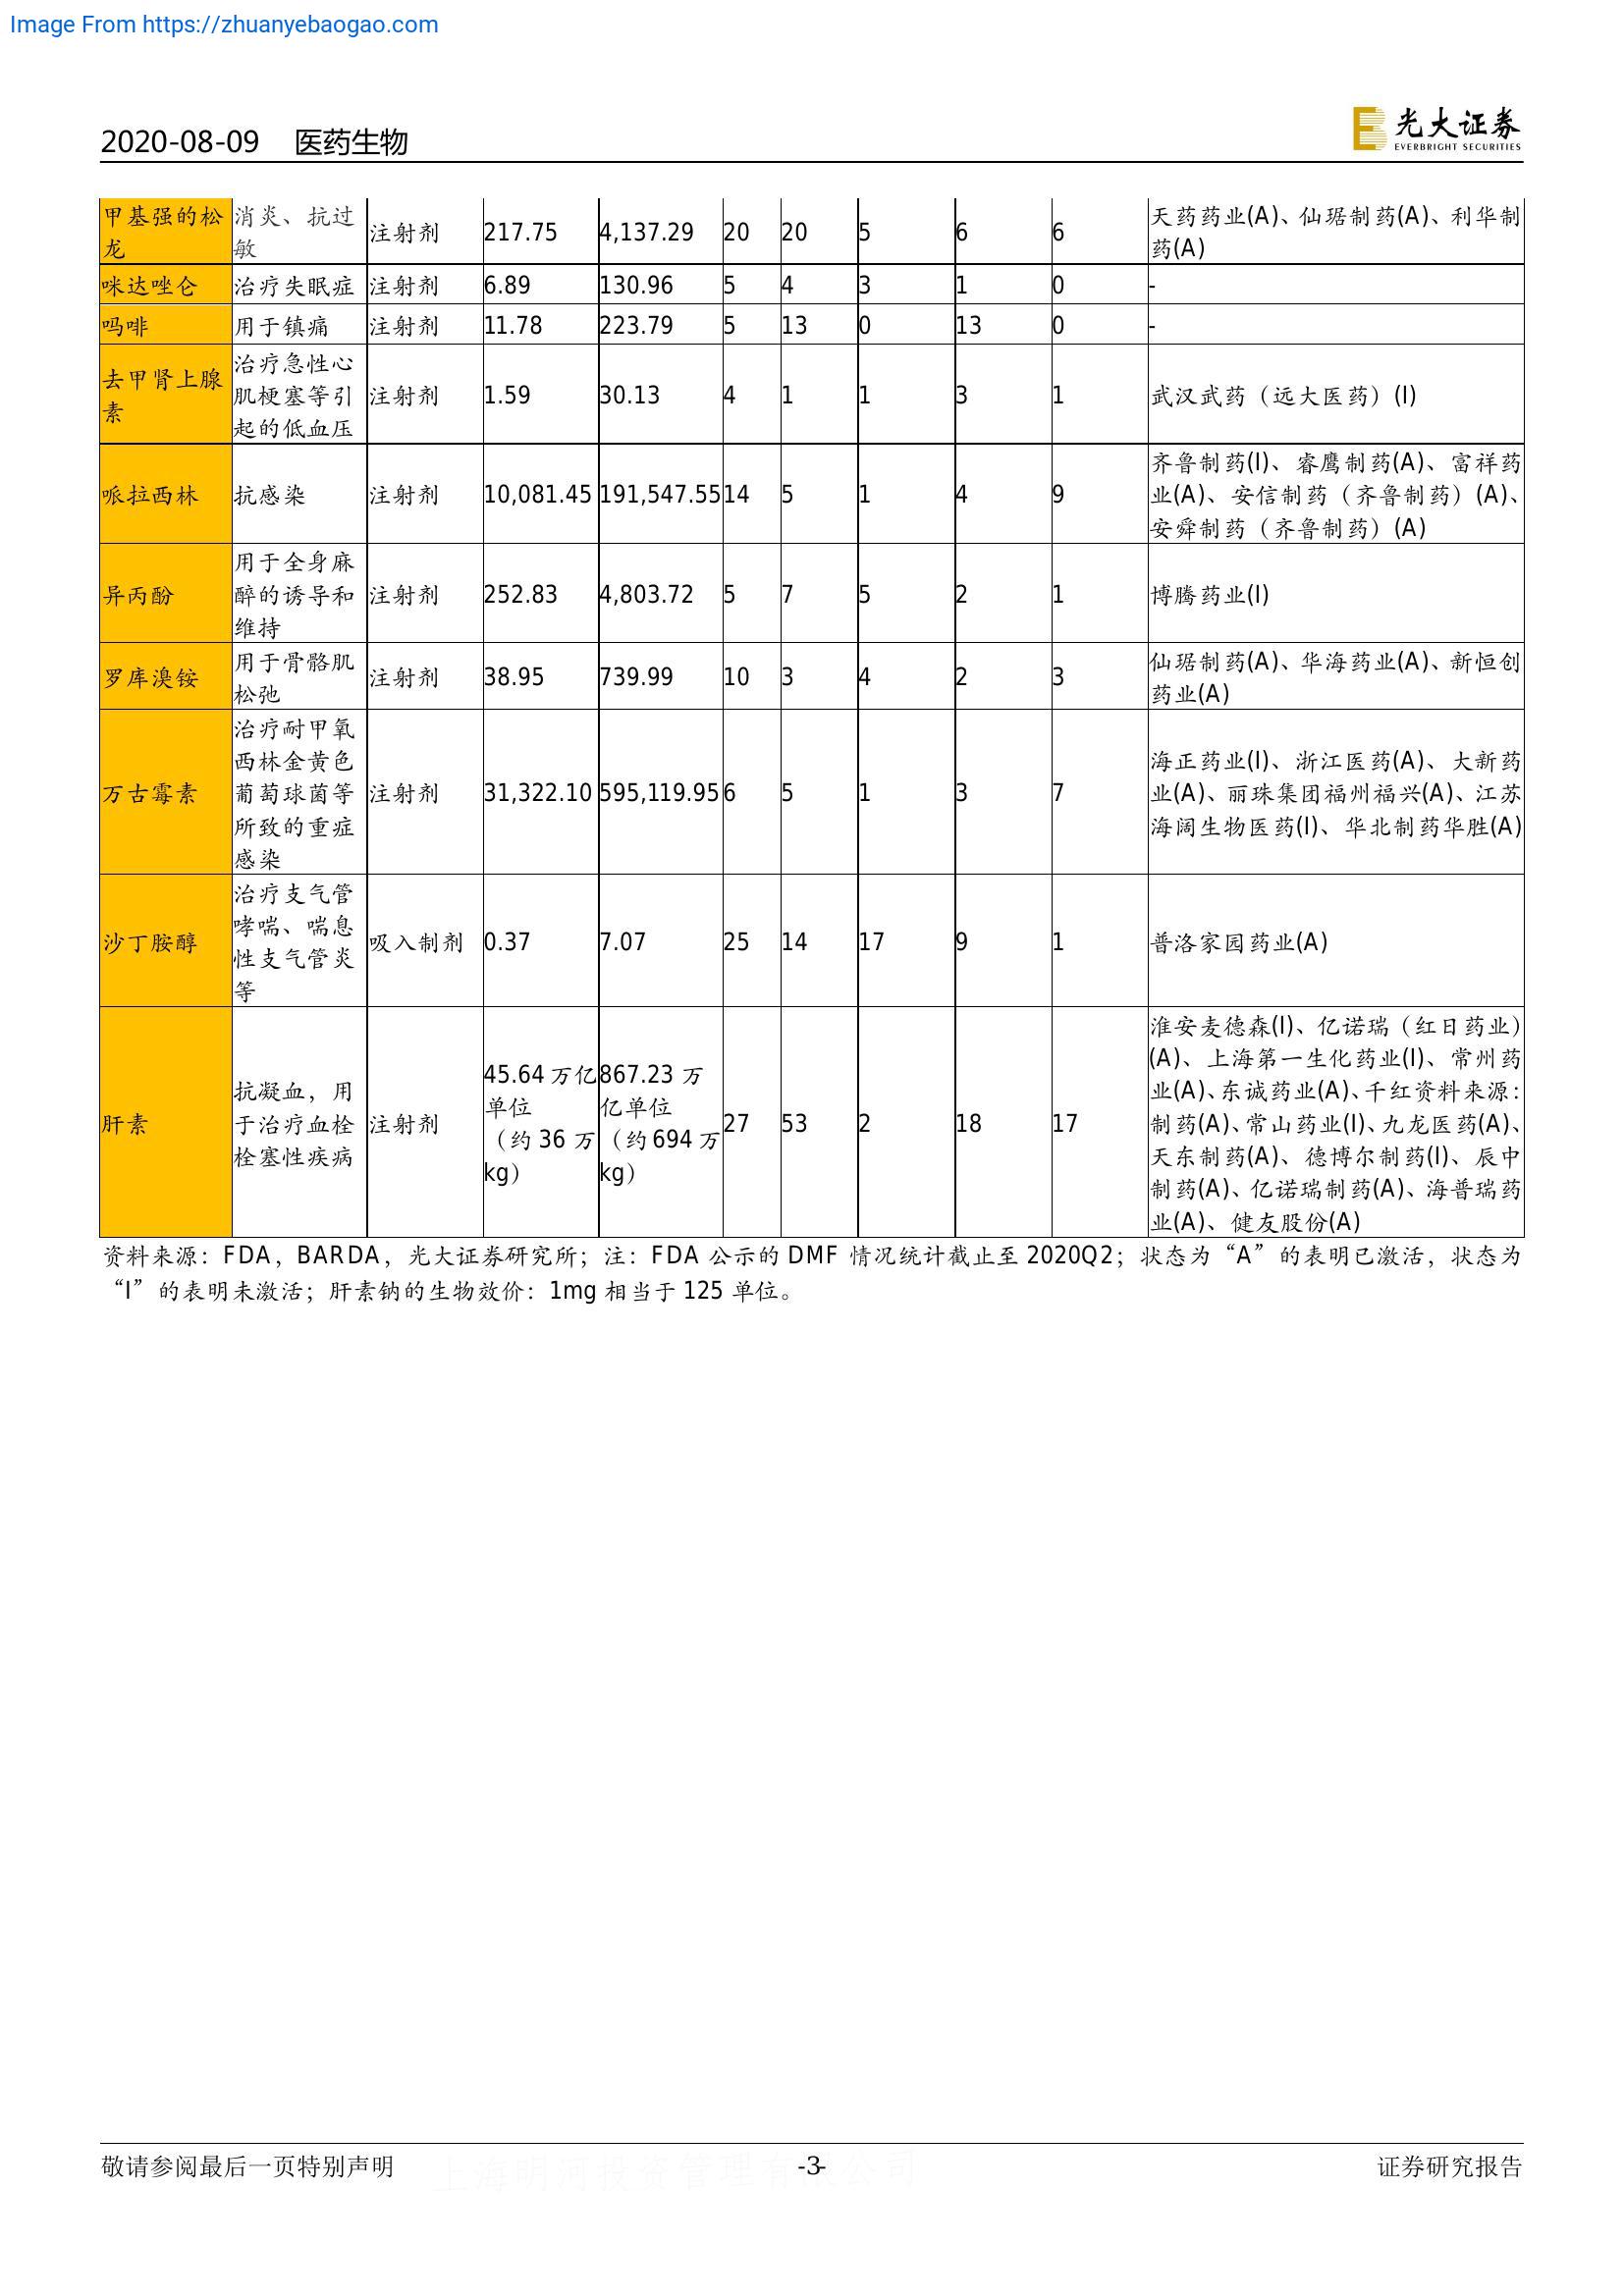 Image From https://zhuanyebaogao.com
2020-08-09 医药生物
光大证券
EVERBRIGHT SECURITIES
甲基强的松龙 消炎、抗过敏 注射剂 217.75 4,137.29 20 20 5 6 6 天药药业(A)、仙琚制药(A)、利华制药(A)
咪达唑仑 治疗失眠症 注射剂 6.89 130.96 5 4 3 1 0 -
吗啡 用于镇痛 注射剂 11.78 223.79 5 13 0 13 0 -
去甲肾上腺素 治疗急性心肌梗塞等引起的低血压 注射剂 1.59 30.13 4 1 1 3 1 武汉武药（远大医药）(I)
哌拉西林 抗感染 注射剂 10,081.45 191,547.55 14 5 1 4 9 齐鲁制药(I)、睿鹰制药(A)、富祥药业(A)、安信制药（齐鲁制药）(A)、安舜制药（齐鲁制药）(A)
异丙酚 用于全身麻醉的诱导和维持 注射剂 252.83 4,803.72 5 7 5 2 1 博腾药业(I)
罗库溴铵 用于骨骼肌松弛 注射剂 38.95 739.99 10 3 4 2 3 仙琚制药(A)、华海药业(A)、新恒创药业(A)
万古霉素 治疗耐甲氧西林金黄色葡萄球菌等所致的重症感染 注射剂 31,322.10 595,119.95 6 5 1 3 7 海正药业(I)、浙江医药(A)、大新药业(A)、丽珠集团福州福兴(A)、江苏海阔生物医药(I)、华北制药华胜(A)
沙丁胺醇 治疗支气管哮喘、喘息性支气管炎等 吸入制剂 0.37 7.07 25 14 17 9 1 普洛家园药业(A)
肝素 抗凝血，用于治疗血栓栓塞性疾病 注射剂 45.64 万亿单位（约 36 万kg） 867.23 万亿单位（约 694 万kg） 27 53 2 18 17 淮安麦德森(I)、亿诺瑞（红日药业）(A)、上海第一生化药业(I)、常州药业(A)、东诚药业(A)、千红资料来源：制药(A)、常山药业(I)、九龙医药(A)、天东制药(A)、德博尔制药(I)、辰中制药(A)、亿诺瑞制药(A)、海普瑞药业(A)、健友股份(A)
资料来源：FDA，BARDA，光大证券研究所；注：FDA 公示的 DMF 情况统计截止至 2020Q2；状态为“A”的表明已激活，状态为
“I”的表明未激活；肝素钠的生物效价：1mg 相当于 125 单位。
敬请参阅最后一页特别声明 -3- 证券研究报告